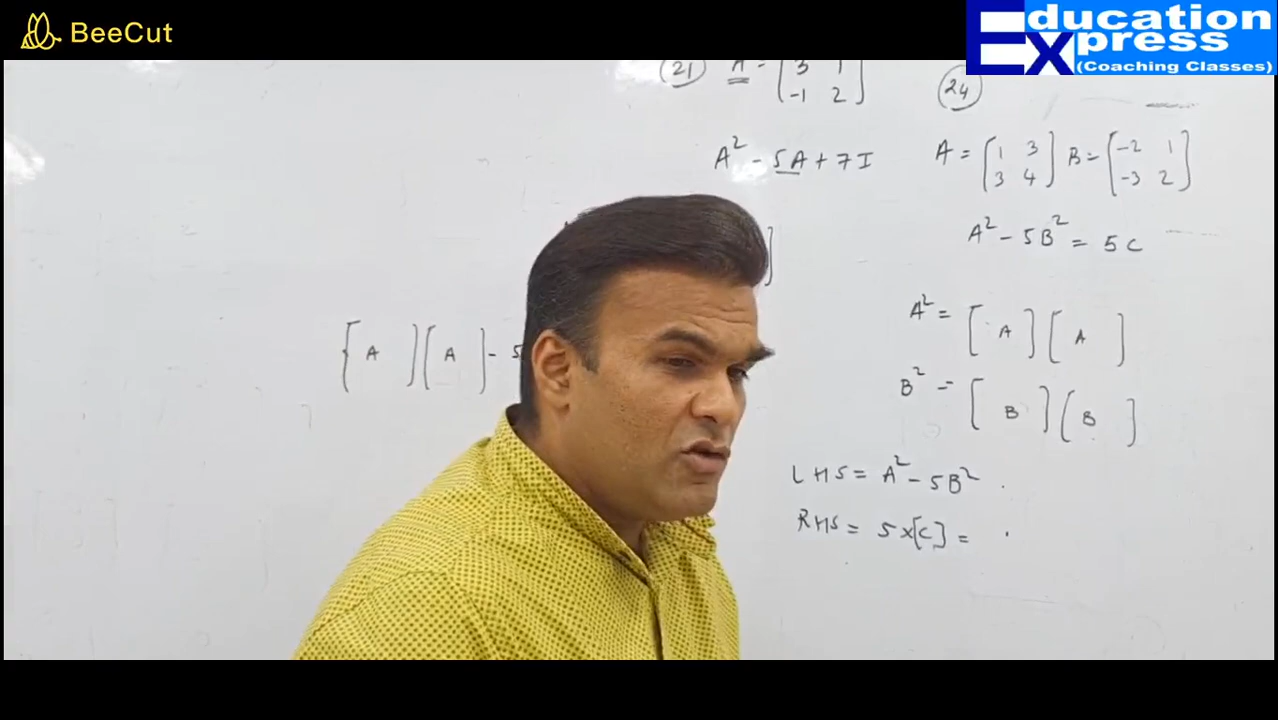 BeeCut
Education
Express
(Coaching Classes)
(21) A = [3 1
-1 2]
A² - 5A + 7I
[A][A] - 5
(24)
A = [1 3 B = [-2 1
3 4] -3 2]
A² - 5B² = 5C
A² = [A][A]
B² = [B][B]
LHS = A² - 5B²
RHS = 5×[C] =